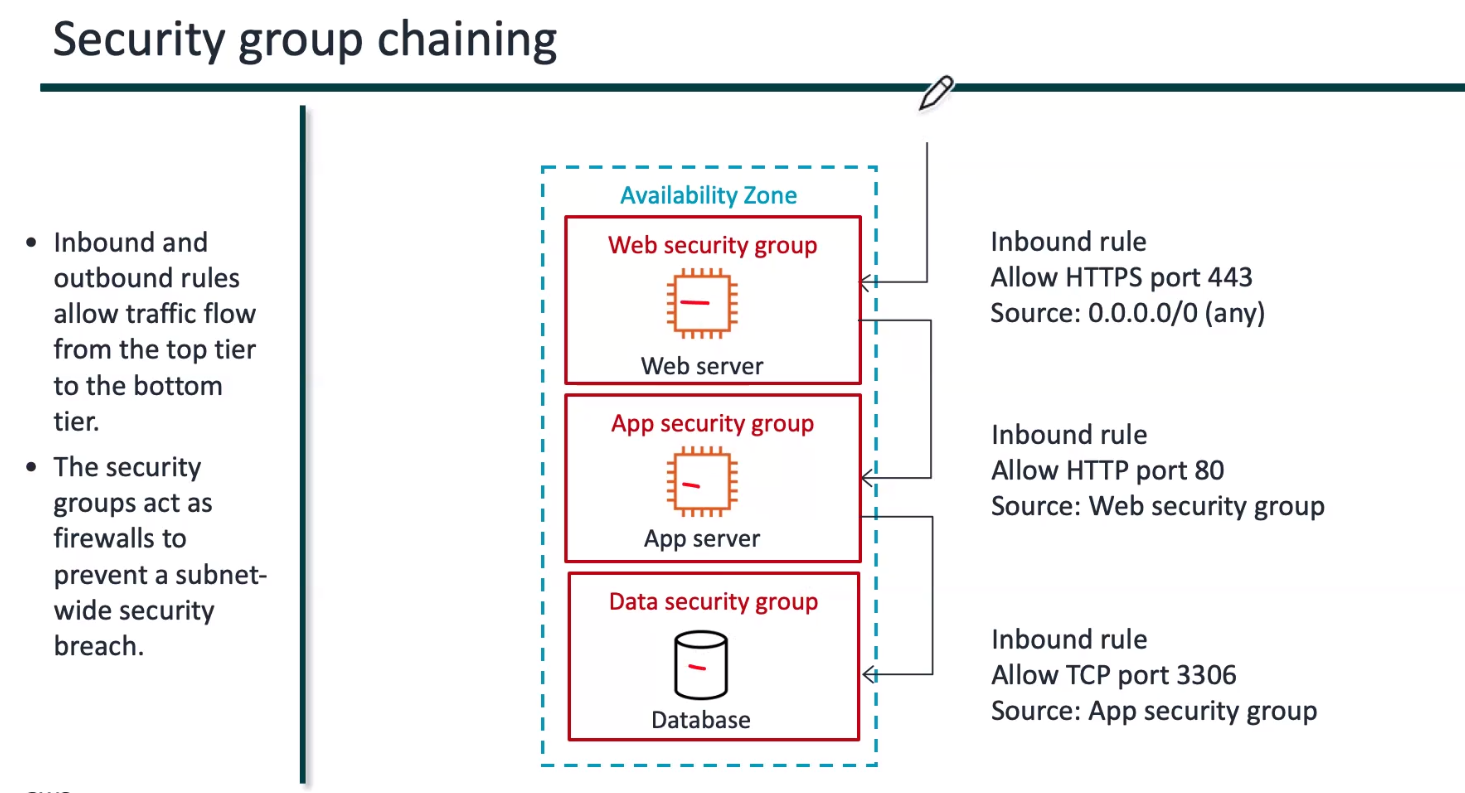 Security group chaining
• Inbound and
outbound rules
allow traffic flow
from the top tier
to the bottom
tier.
• The security
groups act as
firewalls to
prevent a subnet-
wide security
breach.
Availability Zone
Web security group
Web server
App security group
App server
Data security group
Database
Inbound rule
Allow HTTPS port 443
Source: 0.0.0.0/0 (any)
Inbound rule
Allow HTTP port 80
Source: Web security group
Inbound rule
Allow TCP port 3306
Source: App security group